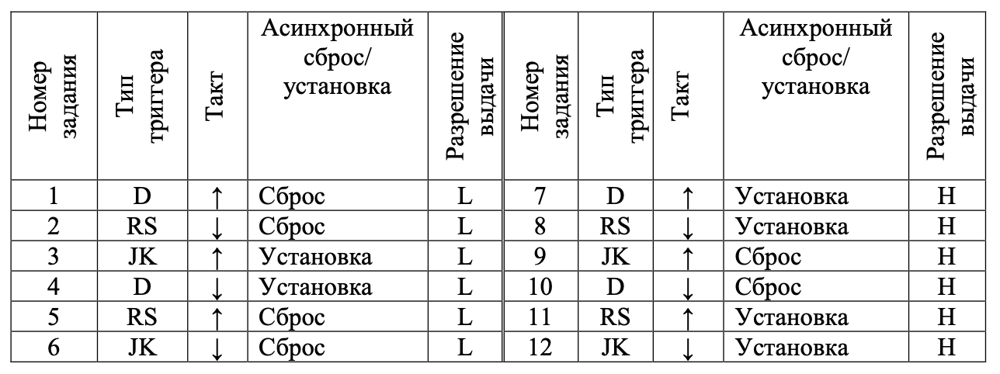 Номер задания Тип триггера Такт Асинхронный сброс/ установка Разрешение выдачи Номер задания Тип триггера Такт Асинхронный сброс/ установка Разрешение выдачи
1 D ↑ Сброс L 7 D ↑ Установка H
2 RS ↓ Сброс L 8 RS ↓ Установка H
3 JK ↑ Установка L 9 JK ↑ Сброс H
4 D ↓ Установка L 10 D ↓ Сброс H
5 RS ↑ Сброс L 11 RS ↑ Установка H
6 JK ↓ Сброс L 12 JK ↓ Установка H